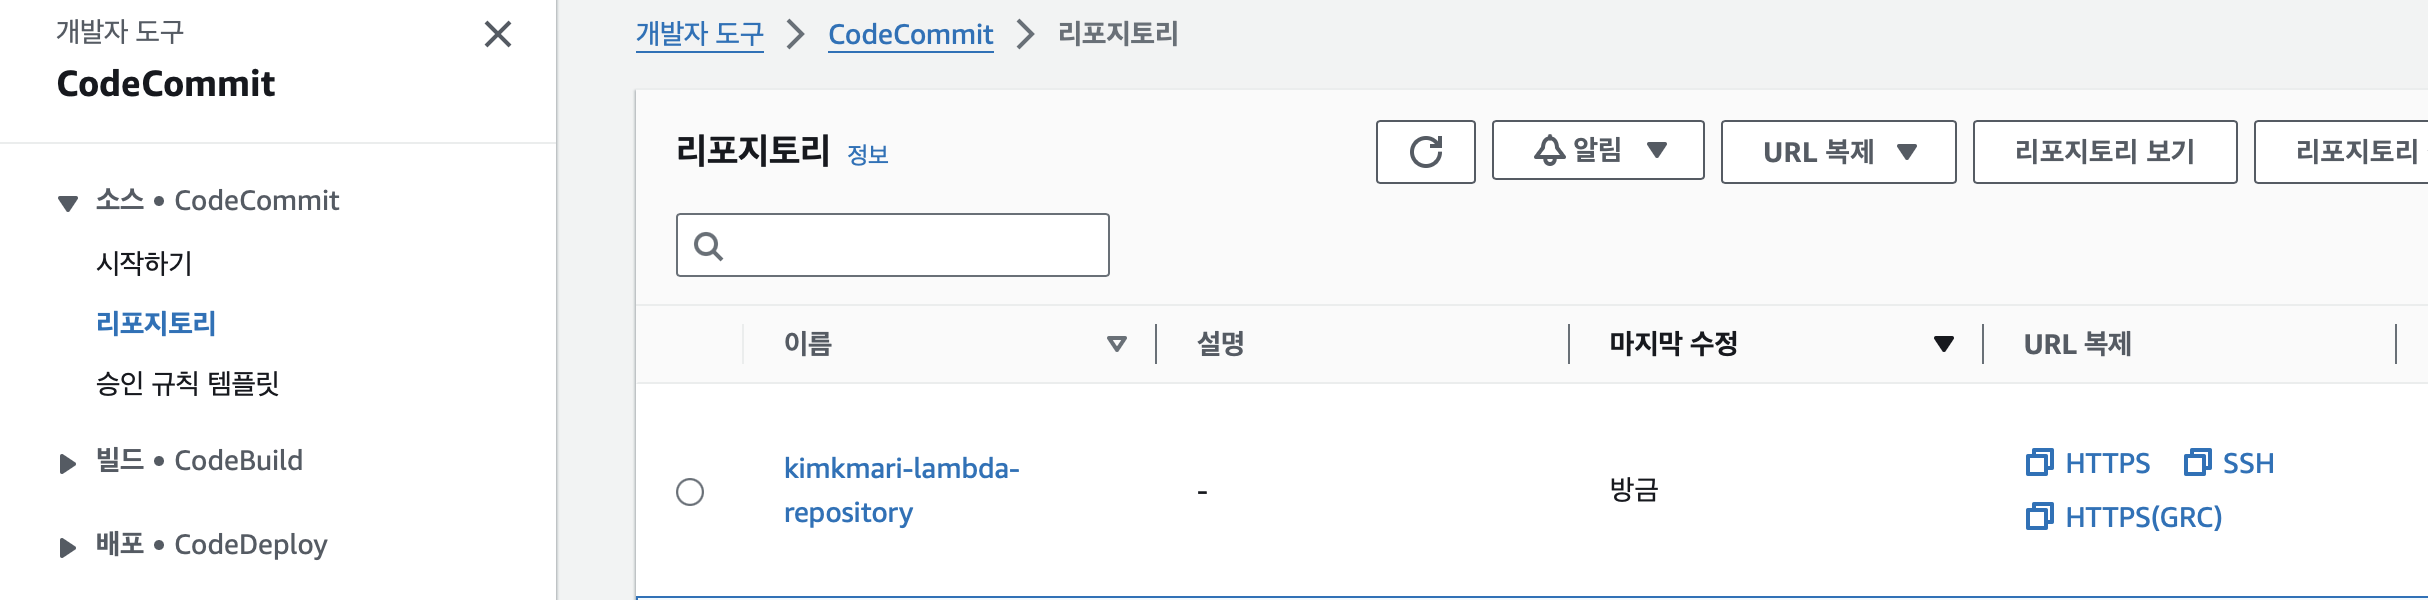 개발자 도구
CodeCommit
소스 • CodeCommit
시작하기
리포지토리
승인 규칙 템플릿
빌드 • CodeBuild
배포 • CodeDeploy
개발자 도구 > CodeCommit > 리포지토리
리포지토리 정보
알림 URL 복제 리포지토리 보기 리포지토리
이름 설명 마지막 수정 URL 복제
kimkmari-lambda-
repository
-
방금
HTTPS SSH
HTTPS(GRC)